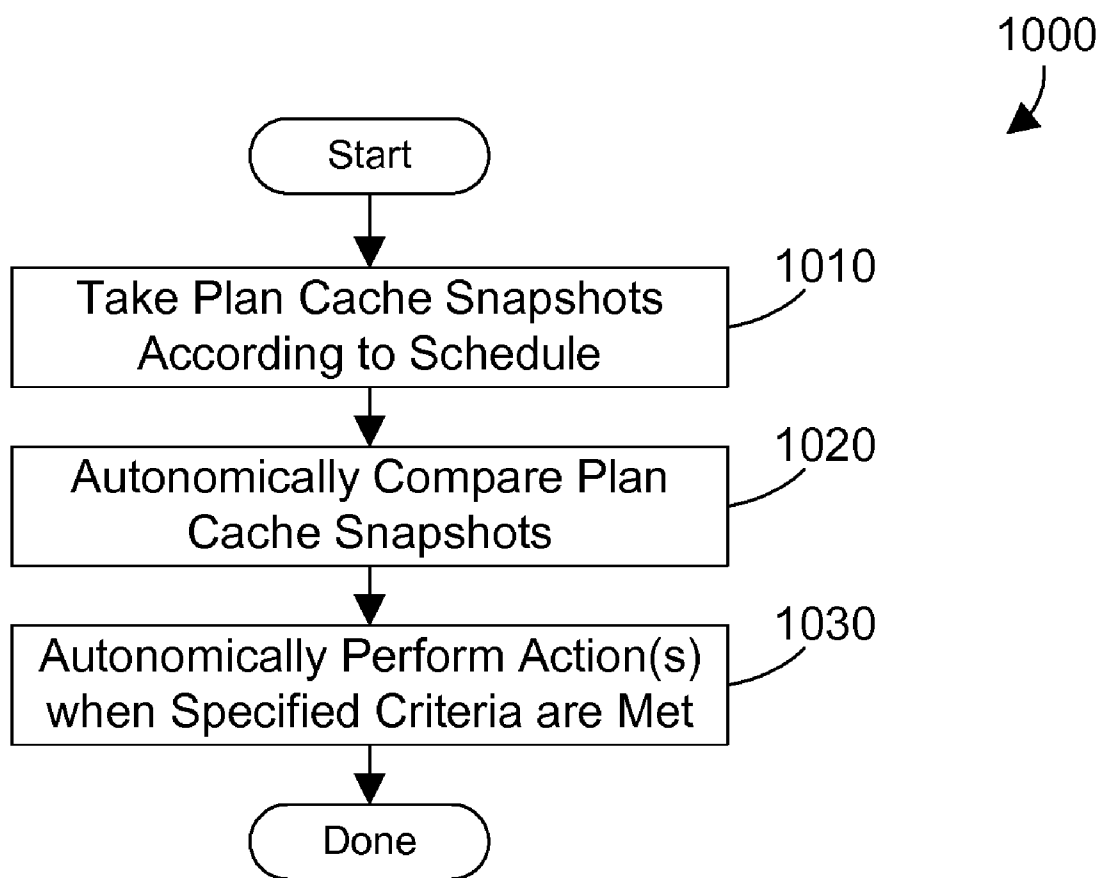 1000
Start
Take Plan Cache Snapshots
According to Schedule
1010
Autonomically Compare Plan
Cache Snapshots
1020
Autonomically Perform Action(s)
when Specified Criteria are Met
1030
Done